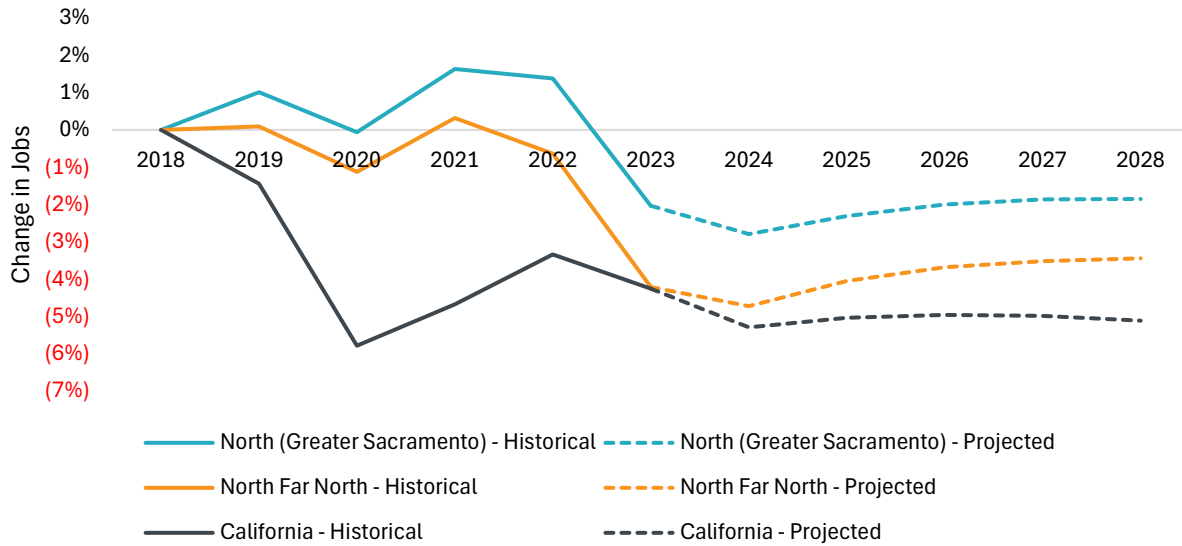 3%
2%
1%
0%
(1%)
(2%)
(3%)
(4%)
(5%)
(6%)
(7%)
Change in Jobs
2018 2019 2020 2021 2022 2023 2024 2025 2026 2027 2028
North (Greater Sacramento) - Historical North (Greater Sacramento) - Projected
North Far North - Historical North Far North - Projected
California - Historical California - Projected